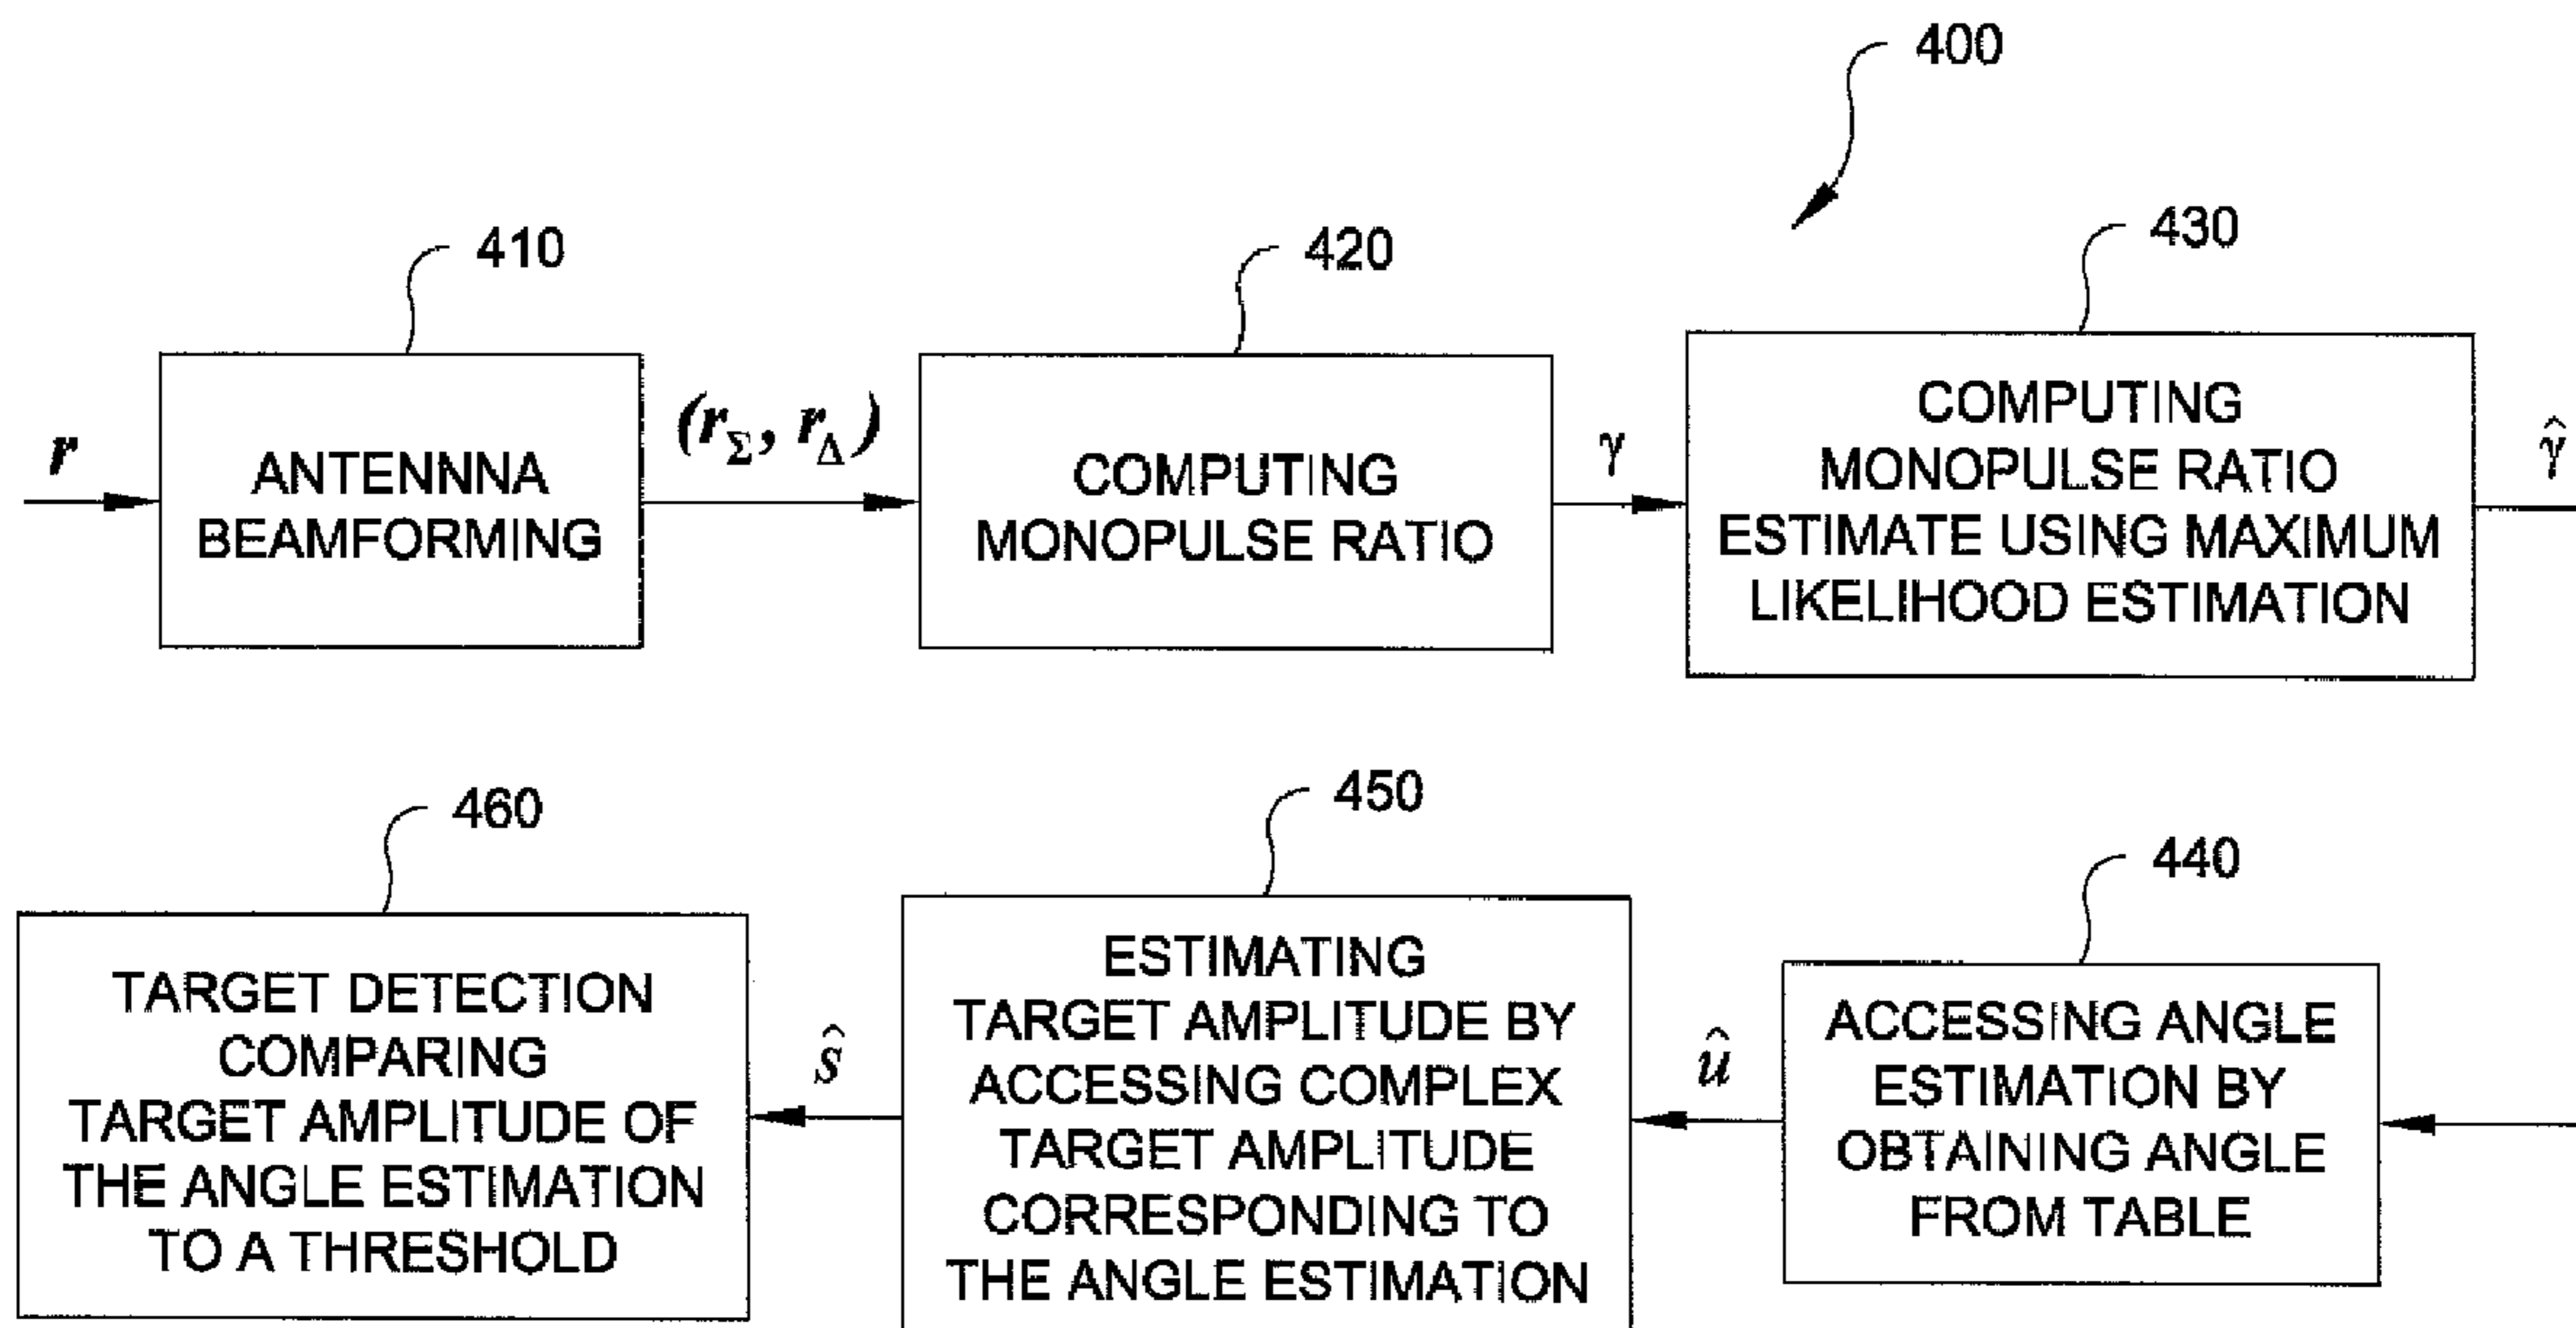 400
410
420
430
r
ANTENNNA
BEAMFORMING
(r_Σ, r_Δ)
COMPUTING
MONOPULSE RATIO
γ
COMPUTING
MONOPULSE RATIO
ESTIMATE USING MAXIMUM
LIKELIHOOD ESTIMATION
γ̂
440
ACCESSING ANGLE
ESTIMATION BY
OBTAINING ANGLE
FROM TABLE
û
450
ESTIMATING
TARGET AMPLITUDE BY
ACCESSING COMPLEX
TARGET AMPLITUDE
CORRESPONDING TO
THE ANGLE ESTIMATION
ŝ
460
TARGET DETECTION
COMPARING
TARGET AMPLITUDE OF
THE ANGLE ESTIMATION
TO A THRESHOLD